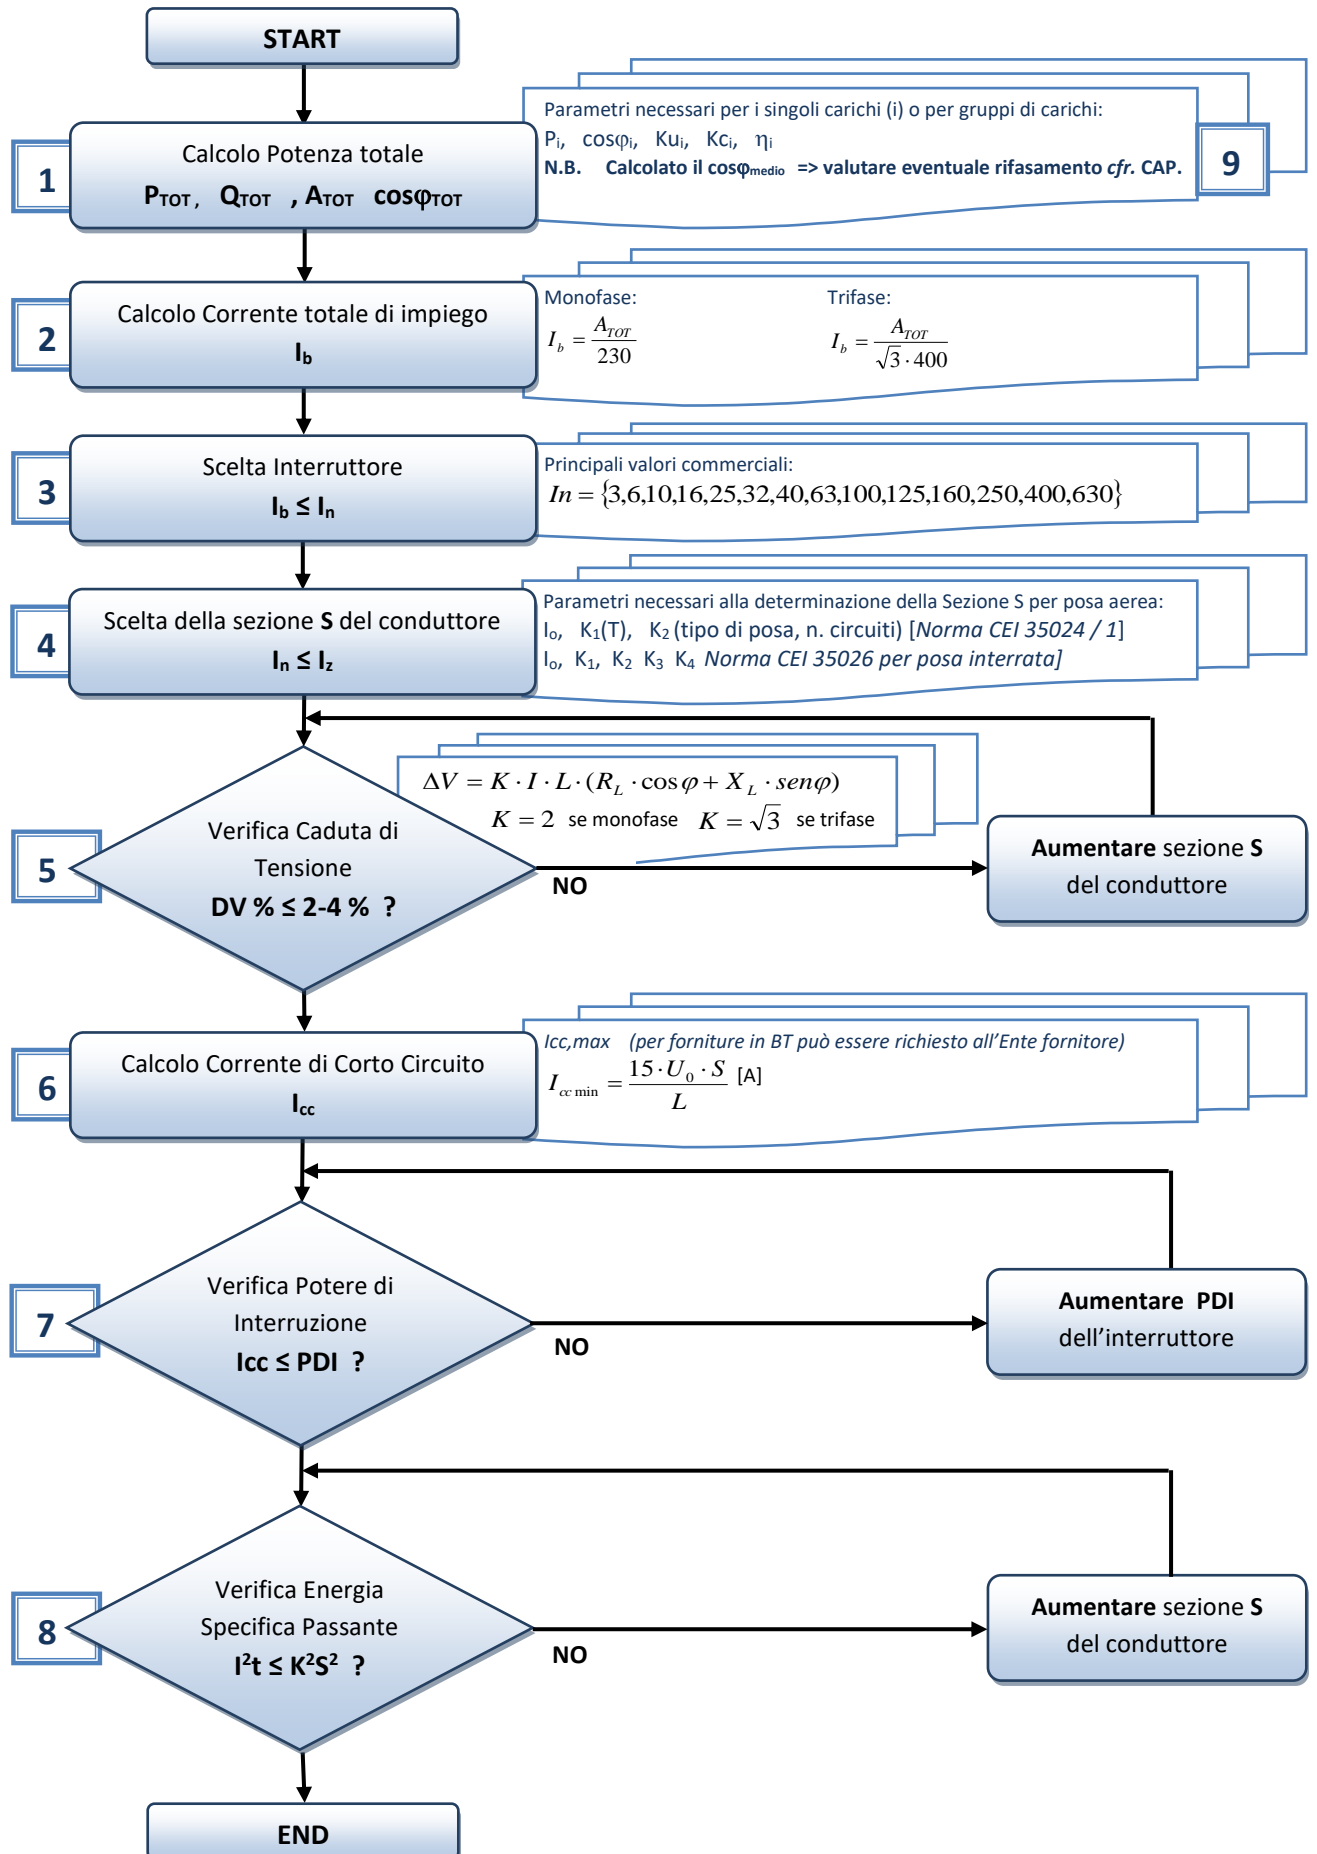 START
1
Calcolo Potenza totale
PTOT , QTOT , ATOT cosφTOT
Parametri necessari per i singoli carichi (i) o per gruppi di carichi:
Pi, cosφi, Kui, Kci, ηi
N.B. Calcolato il cosφmedio => valutare eventuale rifasamento cfr. CAP.
9
2
Calcolo Corrente totale di impiego
Ib
Monofase:
I_b = A_TOT / 230
Trifase:
I_b = A_TOT / √3·400
3
Scelta Interruttore
Ib ≤ In
Principali valori commerciali:
In = {3,6,10,16,25,32,40,63,100,125,160,250,400,630}
4
Scelta della sezione S del conduttore
In ≤ Iz
Parametri necessari alla determinazione della Sezione S per posa aerea:
Io, K1(T), K2 (tipo di posa, n. circuiti) [Norma CEI 35024 / 1]
Io, K1, K2 K3 K4 Norma CEI 35026 per posa interrata]
ΔV = K · I · L · (R_L · cos φ + X_L · senφ)
K = 2 se monofase K = √3 se trifase
5
Verifica Caduta di
Tensione
DV % ≤ 2-4 % ?
NO
Aumentare sezione S
del conduttore
6
Calcolo Corrente di Corto Circuito
Icc
Icc,max (per forniture in BT può essere richiesto all’Ente fornitore)
I_cc min = 15 · U_0 · S / L [A]
7
Verifica Potere di
Interruzione
Icc ≤ PDI ?
NO
Aumentare PDI
dell’interruttore
8
Verifica Energia
Specifica Passante
I²t ≤ K²S² ?
NO
Aumentare sezione S
del conduttore
END